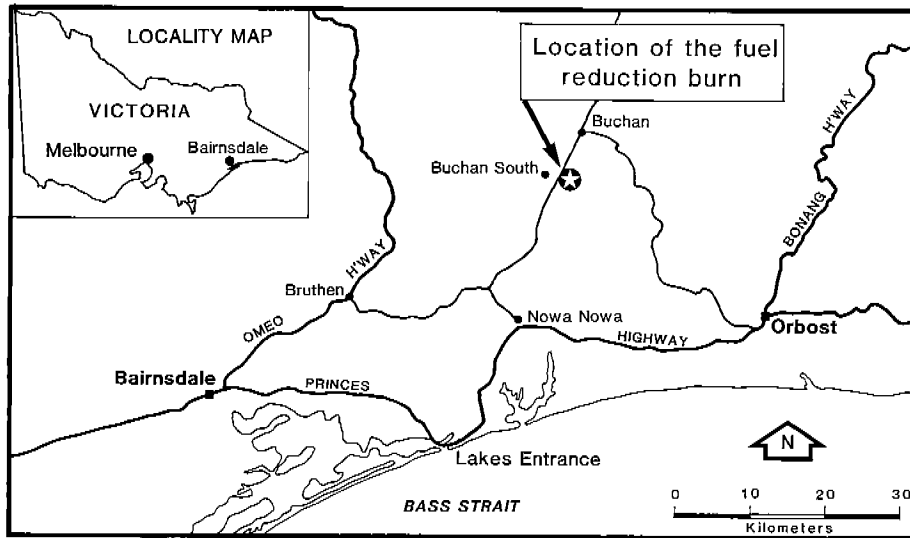 LOCALITY MAP
VICTORIA
Melbourne
Bairnsdale
Location of the fuel
reduction burn
Buchan
Buchan South
H'WAY
BONANG
H'WAY
OMEO
Bruthen
Nowa Nowa
HIGHWAY
Orbost
Bairnsdale
PRINCES
Lakes Entrance
N
BASS STRAIT
0 10 20 30
Kilometers